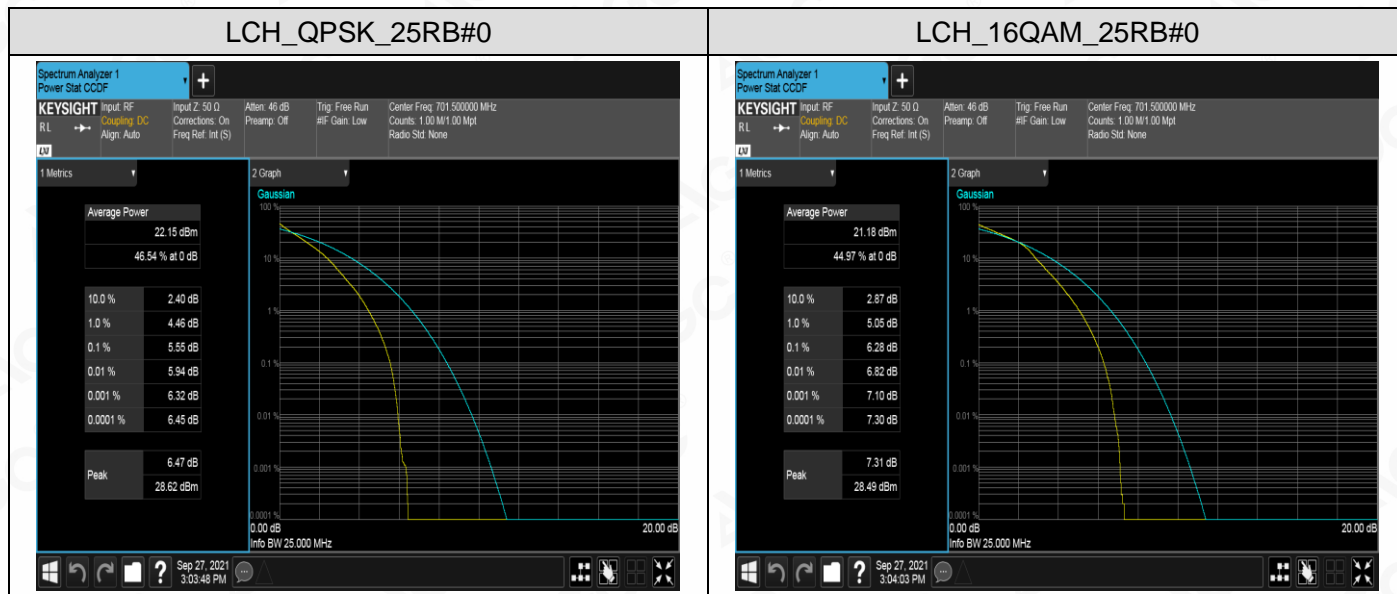 LCH_QPSK_25RB#0
Spectrum Analyzer 1
Power Stat CCDF
+
KEYSIGHT Input: RF Input Z: 50 Ω Atten: 46 dB Trig: Free Run Center Freq: 701.500000 MHz
RL Coupling: DC Corrections: On Preamp: Off #IF Gain: Low Counts: 1.00 M/1.00 Mpt
Align: Auto Freq Ref: Int (S) Radio Std: None
LXI
1 Metrics
2 Graph
Average Power
22.15 dBm
46.54 % at 0 dB
10.0 % 2.40 dB
1.0 % 4.46 dB
0.1 % 5.55 dB
0.01 % 5.94 dB
0.001 % 6.32 dB
0.0001 % 6.45 dB
Peak 6.47 dB
28.62 dBm
Gaussian
100 %
10 %
1 %
0.1 %
0.01 %
0.001 %
0.0001 %
0.00 dB 20.00 dB
Info BW 25.000 MHz
? Sep 27, 2021
3:03:48 PM
LCH_16QAM_25RB#0
Spectrum Analyzer 1
Power Stat CCDF
+
KEYSIGHT Input: RF Input Z: 50 Ω Atten: 46 dB Trig: Free Run Center Freq: 701.500000 MHz
RL Coupling: DC Corrections: On Preamp: Off #IF Gain: Low Counts: 1.00 M/1.00 Mpt
Align: Auto Freq Ref: Int (S) Radio Std: None
LXI
1 Metrics
2 Graph
Average Power
21.18 dBm
44.97 % at 0 dB
10.0 % 2.87 dB
1.0 % 5.05 dB
0.1 % 6.28 dB
0.01 % 6.82 dB
0.001 % 7.10 dB
0.0001 % 7.30 dB
Peak 7.31 dB
28.49 dBm
Gaussian
100 %
10 %
1 %
0.1 %
0.01 %
0.001 %
0.0001 %
0.00 dB 20.00 dB
Info BW 25.000 MHz
? Sep 27, 2021
3:04:03 PM